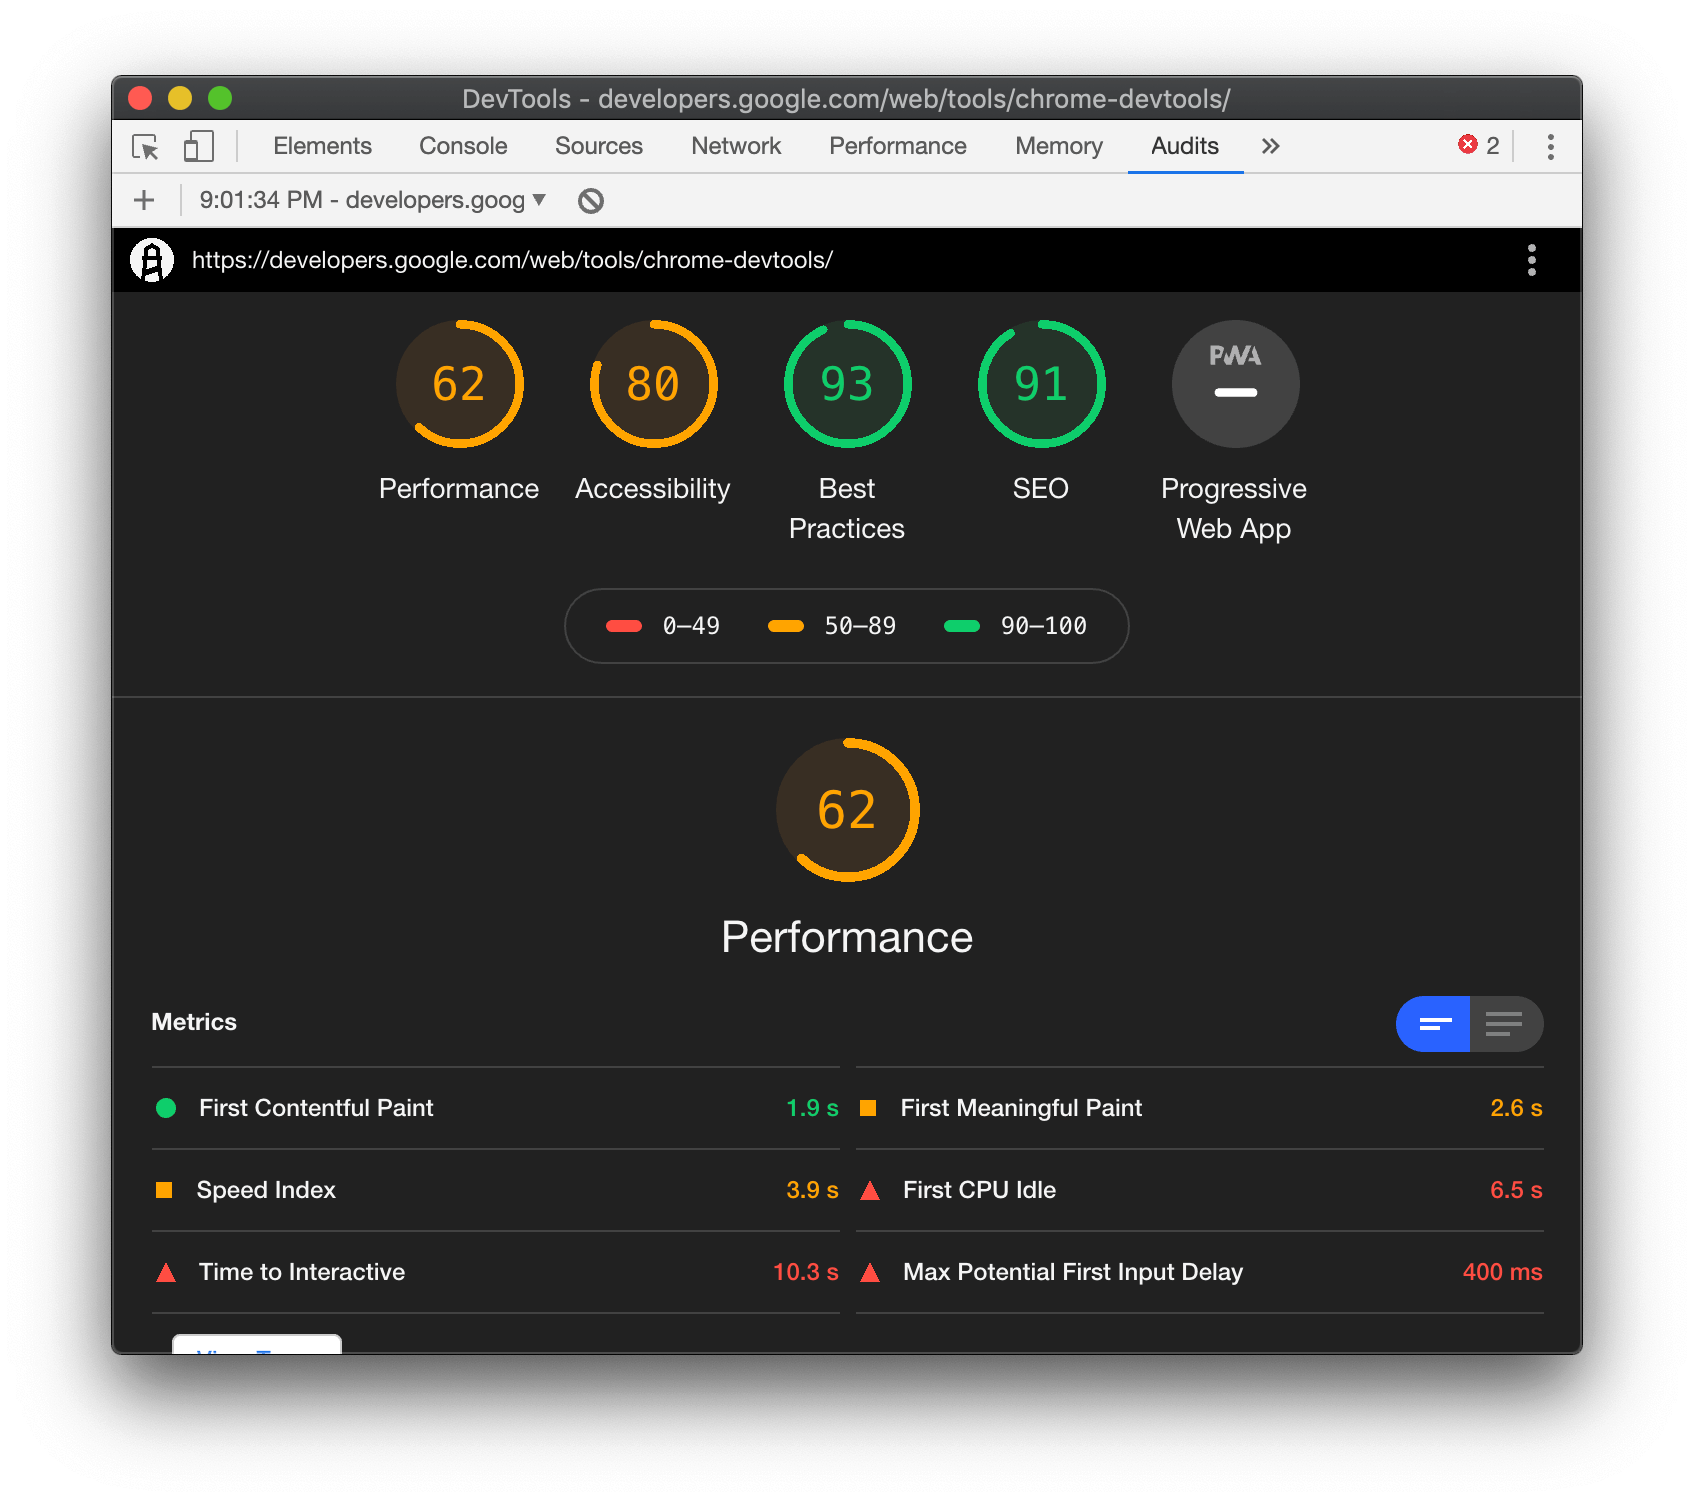 DevTools - developers.google.com/web/tools/chrome-devtools/
Elements Console Sources Network Performance Memory Audits » 2
9:01:34 PM - developers.goog
https://developers.google.com/web/tools/chrome-devtools/
62 80 93 91 PWA
Performance Accessibility Best Practices SEO Progressive Web App
0–49 50–89 90–100
62
Performance
Metrics
First Contentful Paint 1.9 s First Meaningful Paint 2.6 s
Speed Index 3.9 s First CPU Idle 6.5 s
Time to Interactive 10.3 s Max Potential First Input Delay 400 ms